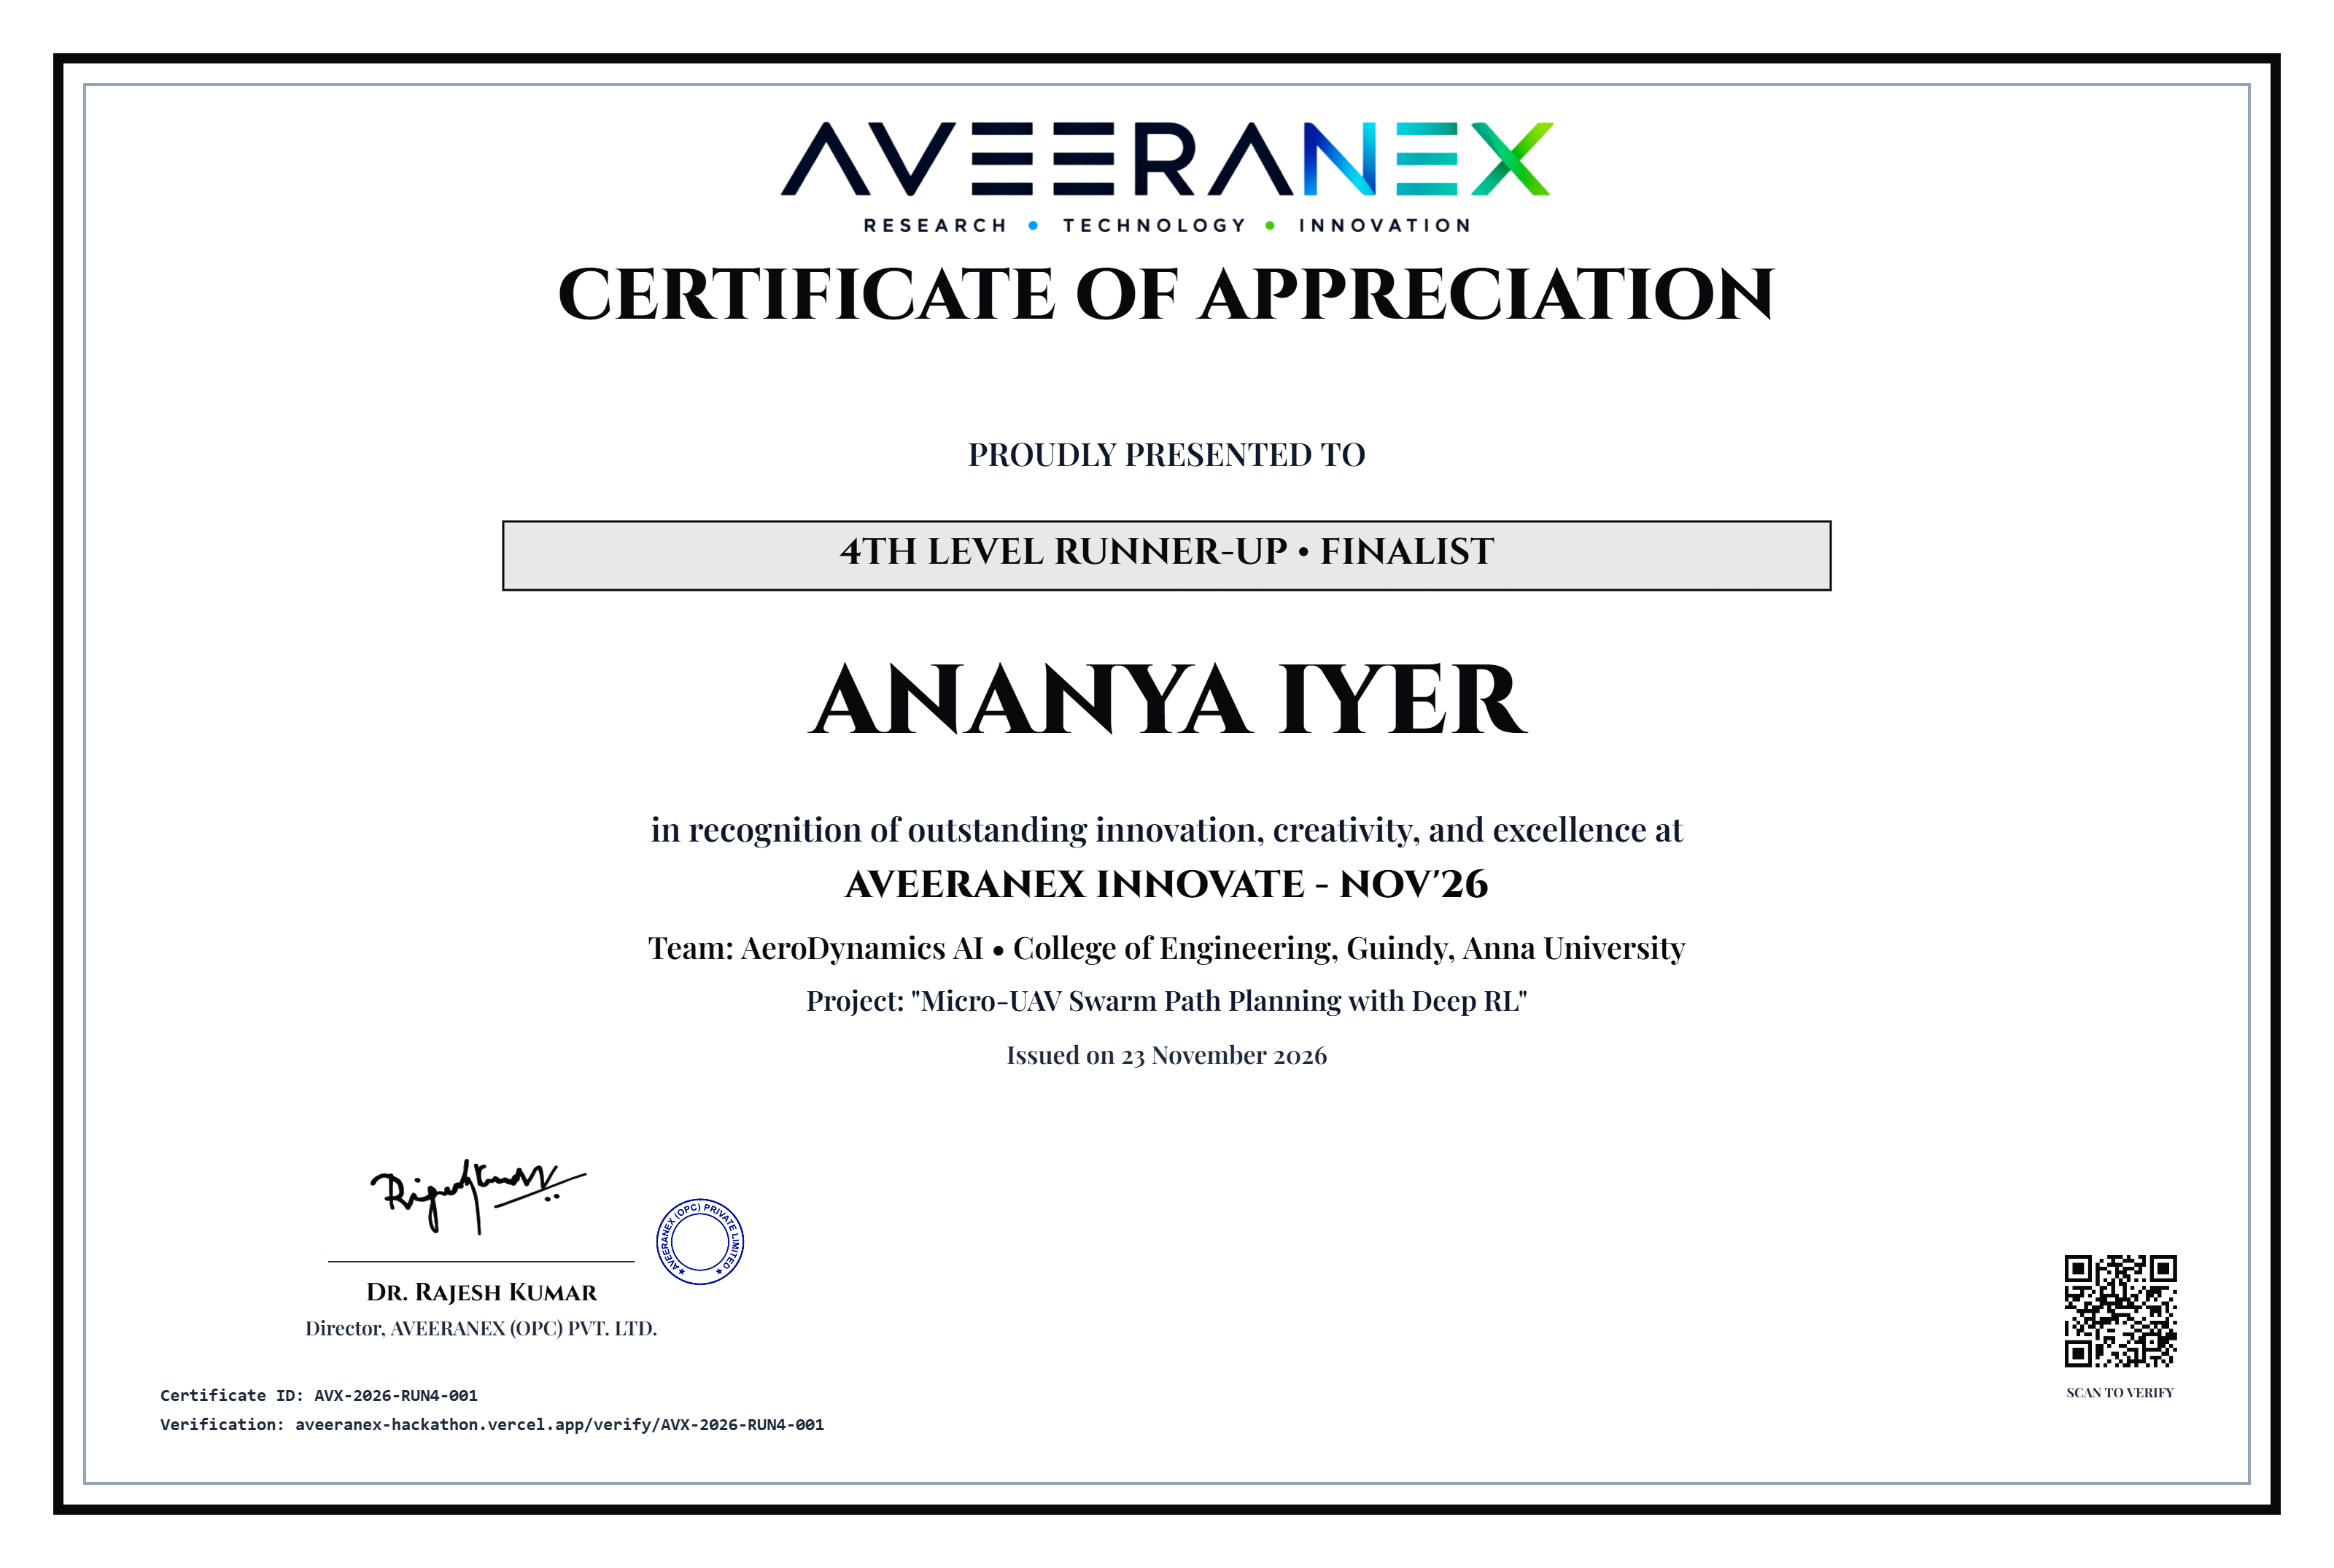 AVEERANEX
RESEARCH • TECHNOLOGY • INNOVATION
CERTIFICATE OF APPRECIATION
PROUDLY PRESENTED TO
4TH LEVEL RUNNER-UP • FINALIST
ANANYA IYER
in recognition of outstanding innovation, creativity, and excellence at
AVEERANEX INNOVATE - NOV'26
Team: AeroDynamics AI • College of Engineering, Guindy, Anna University
Project: "Micro-UAV Swarm Path Planning with Deep RL"
Issued on 23 November 2026
Rajesh Kumar
★ AVEERANEX (OPC) PRIVATE LIMITED ★
DR. RAJESH KUMAR
Director, AVEERANEX (OPC) PVT. LTD.
Certificate ID: AVX-2026-RUN4-001
Verification: aveeranex-hackathon.vercel.app/verify/AVX-2026-RUN4-001
SCAN TO VERIFY